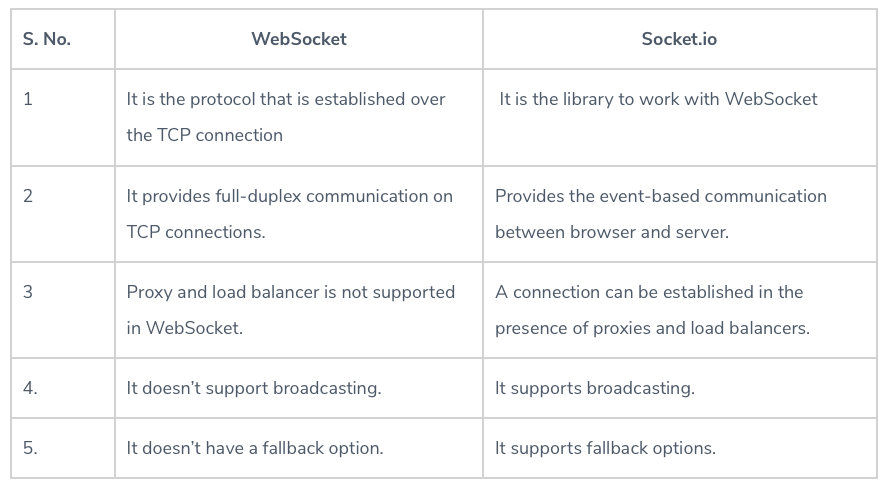 S. No. WebSocket Socket.io
1 It is the protocol that is established over It is the library to work with WebSocket
the TCP connection
2 It provides full-duplex communication on Provides the event-based communication
TCP connections. between browser and server.
3 Proxy and load balancer is not supported A connection can be established in the
in WebSocket. presence of proxies and load balancers.
4. It doesn’t support broadcasting. It supports broadcasting.
5. It doesn’t have a fallback option. It supports fallback options.